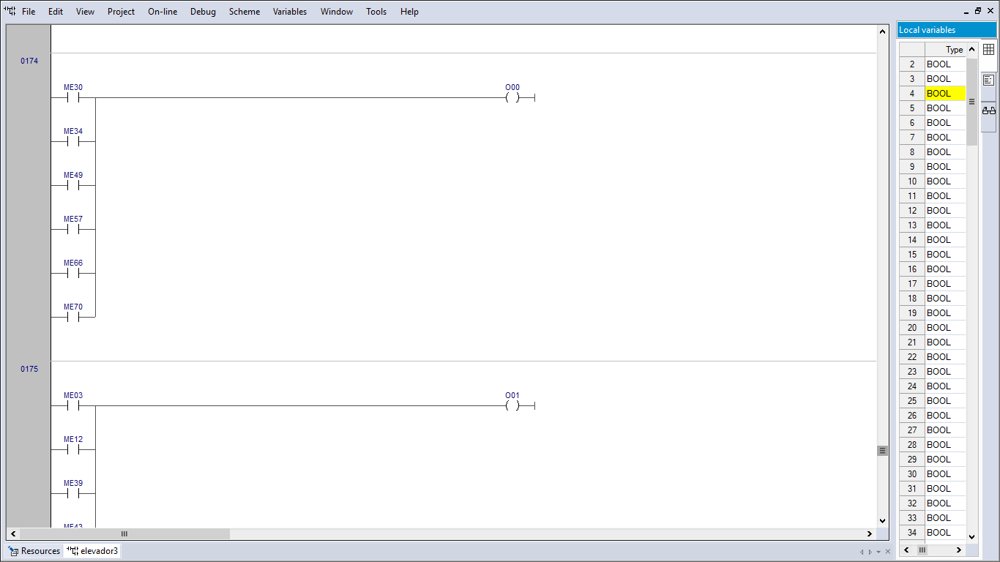 File Edit View Project On-line Debug Scheme Variables Window Tools Help
Local variables
Type
2 BOOL
3 BOOL
4 BOOL
5 BOOL
6 BOOL
7 BOOL
8 BOOL
9 BOOL
10 BOOL
11 BOOL
12 BOOL
13 BOOL
14 BOOL
15 BOOL
16 BOOL
17 BOOL
18 BOOL
19 BOOL
20 BOOL
21 BOOL
22 BOOL
23 BOOL
24 BOOL
25 BOOL
26 BOOL
27 BOOL
28 BOOL
29 BOOL
30 BOOL
31 BOOL
32 BOOL
33 BOOL
34 BOOL
0174
ME30 O00
ME34
ME49
ME57
ME66
ME70
0175
ME03 O01
ME12
ME39
ME43
Resources elevador3